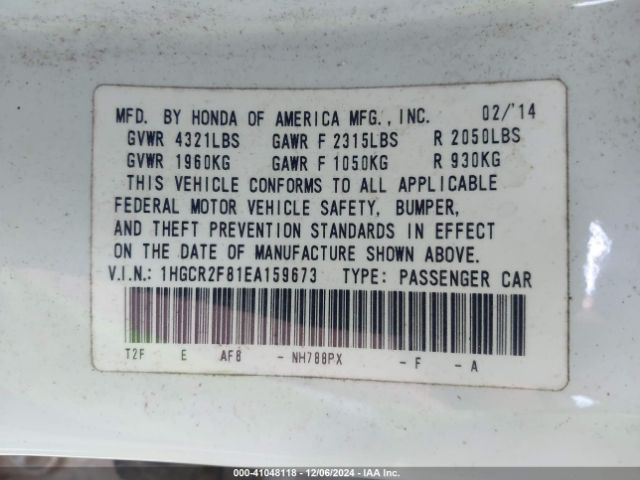 MFD. BY HONDA OF AMERICA MFG., INC. 02/'14
GVWR 4321LBS GAWR F 2315LBS R 2050LBS
GVWR 1960KG GAWR F 1050KG R 930KG
THIS VEHICLE CONFORMS TO ALL APPLICABLE
FEDERAL MOTOR VEHICLE SAFETY, BUMPER,
AND THEFT PREVENTION STANDARDS IN EFFECT
ON THE DATE OF MANUFACTURE SHOWN ABOVE.
V.I.N.: 1HGCR2F81EA159673 TYPE: PASSENGER CAR
T2F E AF8 - NH788PX - F - A
000-41048118 - 12/06/2024 - IAA Inc.